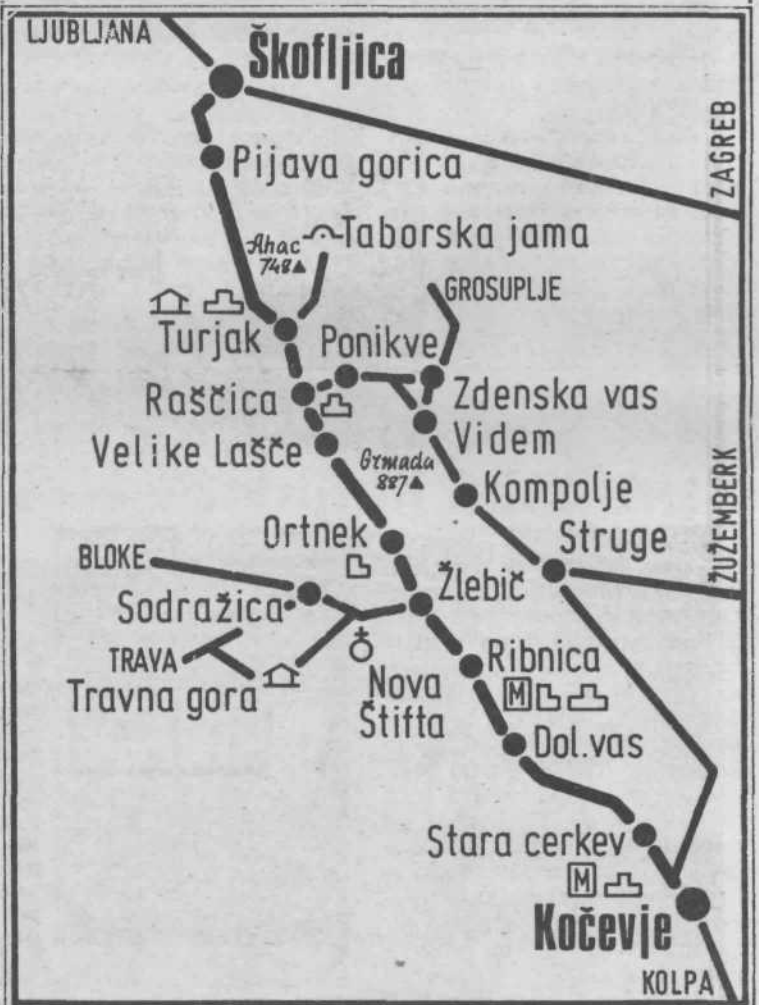 LJUBLJANA
Škofljica
ZAGREB
Pijava gorica
Ahac
748
Taborska jama
GROSUPLJE
Turjak
Ponikve
Raščica
Zdenska vas
Velike Lašče
Videm
Grmada
887
Kompolje
Ortnek
Struge
ŽUŽEMBERK
BLOKE
Žlebič
Sodražica
TRAVA
Travna gora
Nova
Štifta
Ribnica
M
Dol.vas
Stara cerkev
M
Kočevje
KOLPA